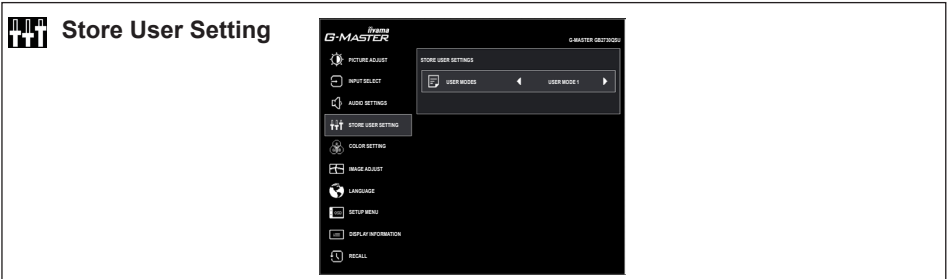 Store User Setting
iiyama
G-MASTER
G-MASTER GB2730QSU
PICTURE ADJUST
STORE USER SETTINGS
INPUT SELECT
USER MODES
USER MODE 1
AUDIO SETTINGS
STORE USER SETTING
COLOR SETTING
IMAGE ADJUST
LANGUAGE
SETUP MENU
DISPLAY INFORMATION
RECALL